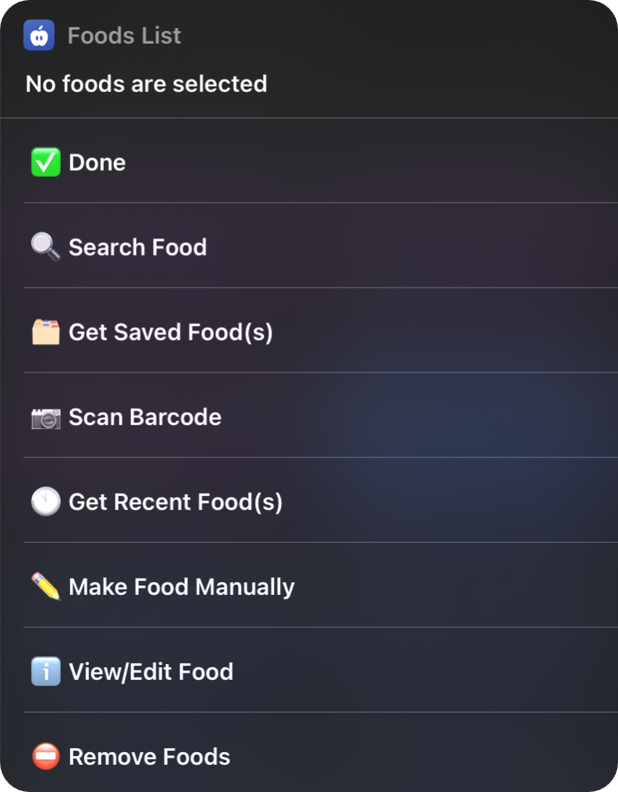 Foods List
No foods are selected
Done
Search Food
Get Saved Food(s)
Scan Barcode
Get Recent Food(s)
Make Food Manually
View/Edit Food
Remove Foods